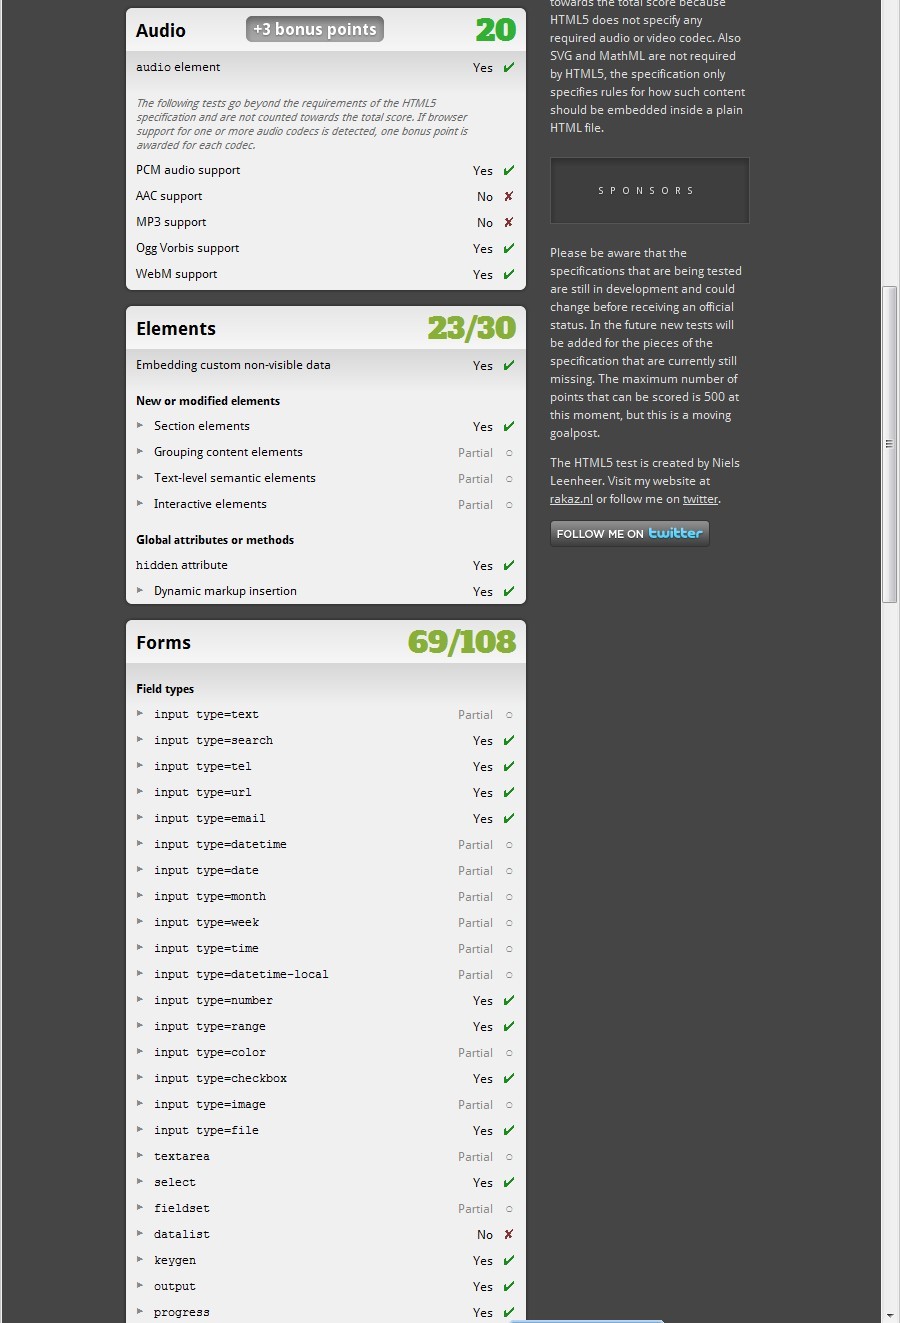 Audio +3 bonus points 20
audio element Yes ✔
The following tests go beyond the requirements of the HTML5
specification and are not counted towards the total score. If browser
support for one or more audio codecs is detected, one bonus point is
awarded for each codec.
PCM audio support Yes ✔
AAC support No ✘
MP3 support No ✘
Ogg Vorbis support Yes ✔
WebM support Yes ✔
Elements 23/30
Embedding custom non-visible data Yes ✔
New or modified elements
Section elements Yes ✔
Grouping content elements Partial ○
Text-level semantic elements Partial ○
Interactive elements Partial ○
Global attributes or methods
hidden attribute Yes ✔
Dynamic markup insertion Yes ✔
Forms 69/108
Field types
input type=text Partial ○
input type=search Yes ✔
input type=tel Yes ✔
input type=url Yes ✔
input type=email Yes ✔
input type=datetime Partial ○
input type=date Partial ○
input type=month Partial ○
input type=week Partial ○
input type=time Partial ○
input type=datetime-local Partial ○
input type=number Yes ✔
input type=range Yes ✔
input type=color Partial ○
input type=checkbox Yes ✔
input type=image Partial ○
input type=file Yes ✔
textarea Partial ○
select Yes ✔
fieldset Partial ○
datalist No ✘
keygen Yes ✔
output Yes ✔
progress Yes ✔
towards the total score because
HTML5 does not specify any
required audio or video codec. Also
SVG and MathML are not required
by HTML5, the specification only
specifies rules for how such content
should be embedded inside a plain
HTML file.
SPONSORS
Please be aware that the
specifications that are being tested
are still in development and could
change before receiving an official
status. In the future new tests will
be added for the pieces of the
specification that are currently still
missing. The maximum number of
points that can be scored is 500 at
this moment, but this is a moving
goalpost.
The HTML5 test is created by Niels
Leenheer. Visit my website at
rakaz.nl or follow me on twitter.
FOLLOW ME ON twitter